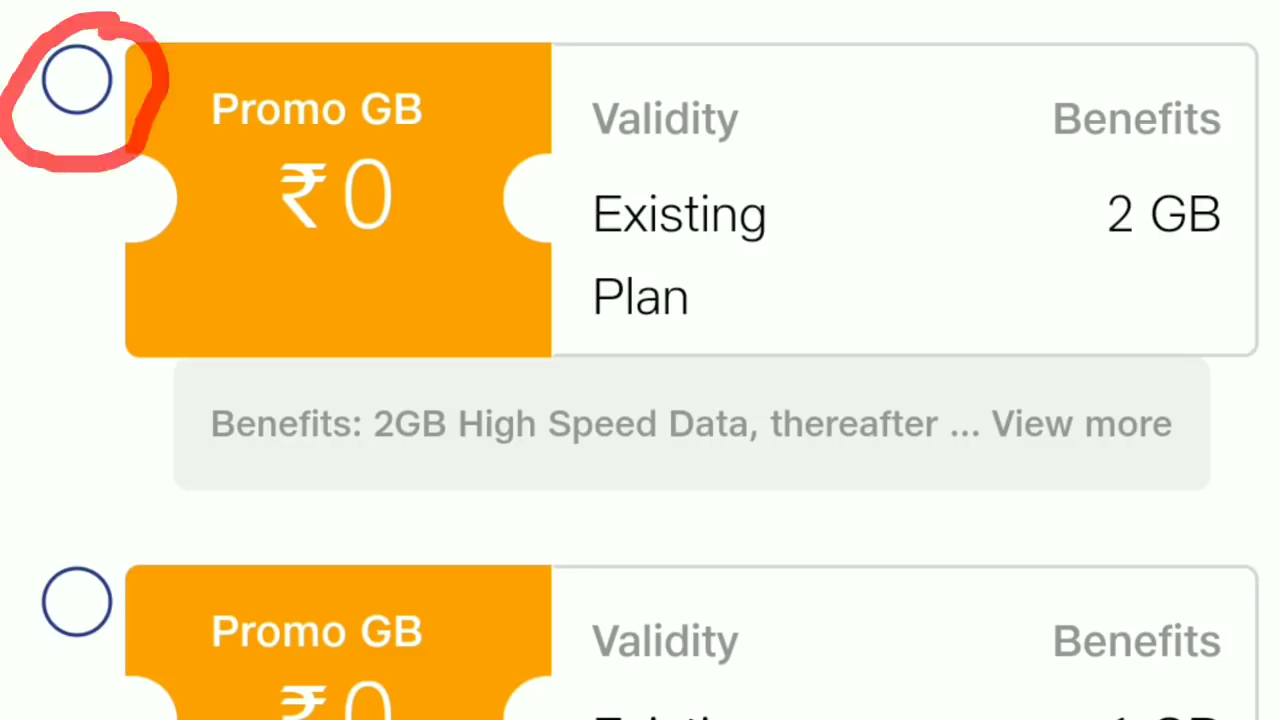 Promo GB
₹0
Validity
Benefits
Existing
Plan
2 GB
Benefits: 2GB High Speed Data, thereafter ... View more
Promo GB
₹0
Validity
Benefits